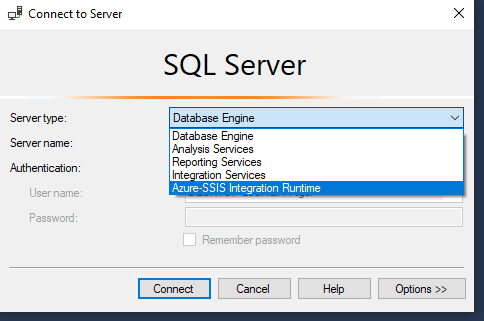 Connect to Server
SQL Server
Server type:
Database Engine
Database Engine
Server name:
Analysis Services
Reporting Services
Authentication:
Integration Services
Azure-SSIS Integration Runtime
User name:
Password:
Remember password
Connect
Cancel
Help
Options >>